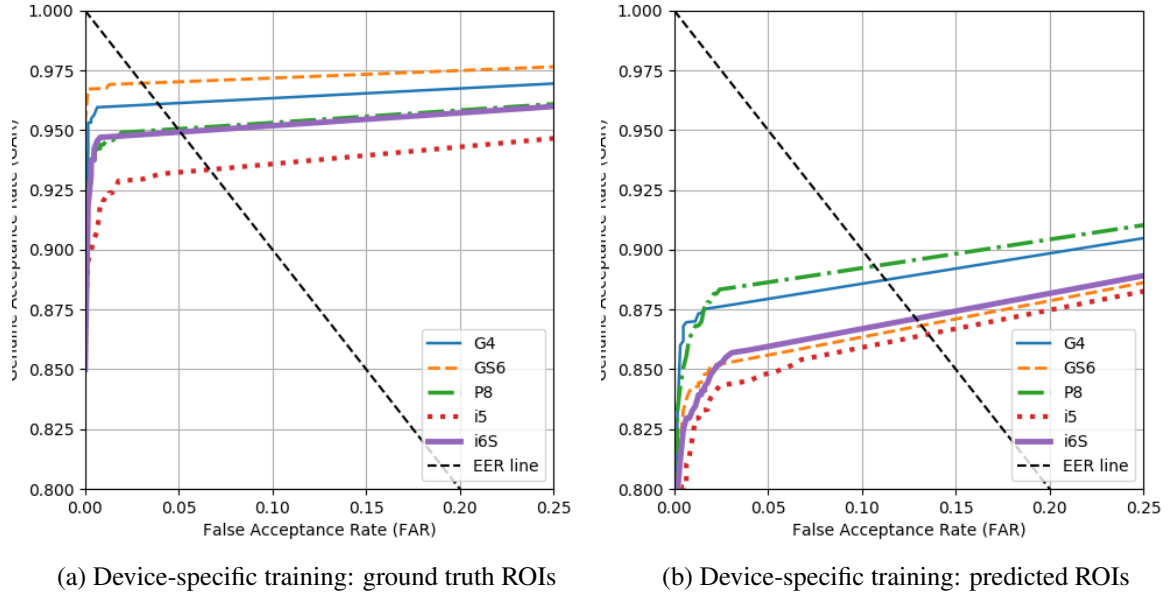 1.000
0.975
0.950
0.925
0.900
0.875
0.850
0.825
0.800
Acceptance Rate
0.00 0.05 0.10 0.15 0.20 0.25
False Acceptance Rate (FAR)
G4
GS6
P8
i5
i6S
EER line
(a) Device-specific training: ground truth ROIs
1.000
0.975
0.950
0.925
0.900
0.875
0.850
0.825
0.800
Acceptance Rate
0.00 0.05 0.10 0.15 0.20 0.25
False Acceptance Rate (FAR)
G4
GS6
P8
i5
i6S
EER line
(b) Device-specific training: predicted ROIs